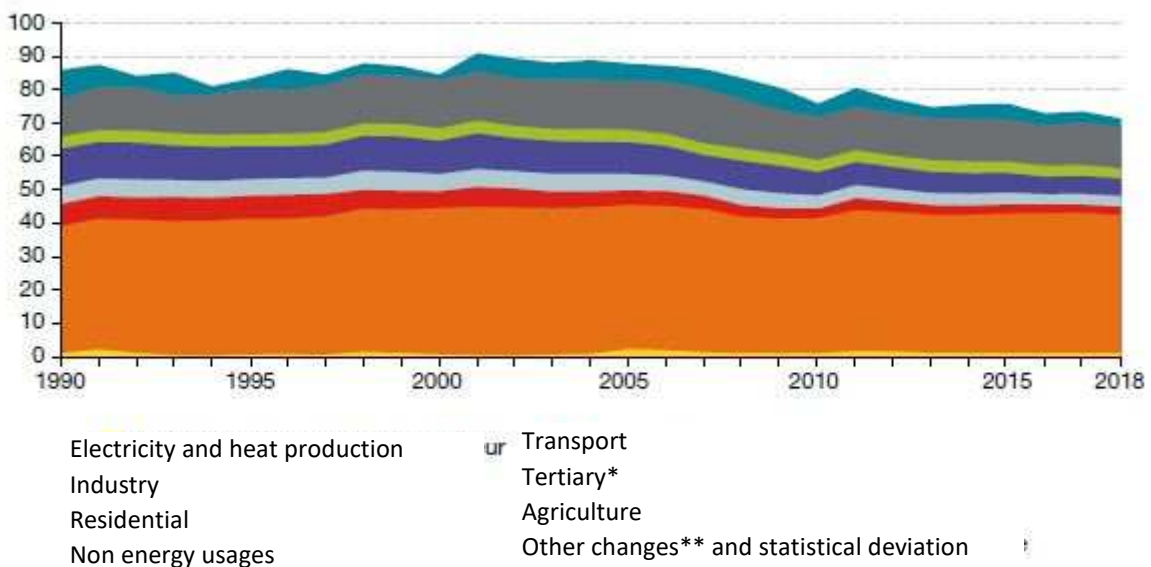 100
90
80
70
60
50
40
30
20
10
0
1990 1995 2000 2005 2010 2015 2018
Electricity and heat production
Industry
Residential
Non energy usages
ur
Transport
Tertiary*
Agriculture
Other changes** and statistical deviation